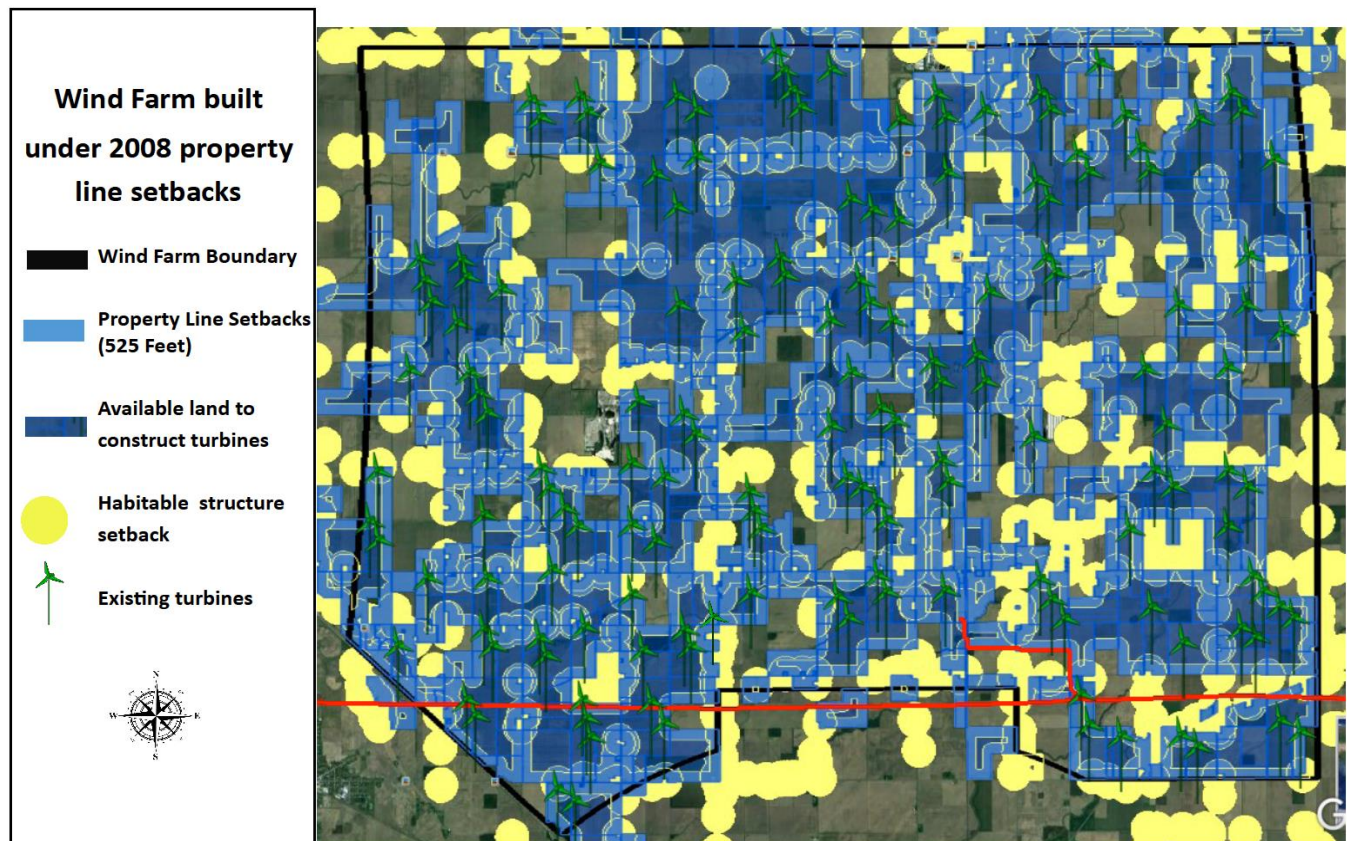 Wind Farm built
under 2008 property
line setbacks
Wind Farm Boundary
Property Line Setbacks
(525 Feet)
Available land to
construct turbines
Habitable structure
setback
Existing turbines
N
W E
S
G